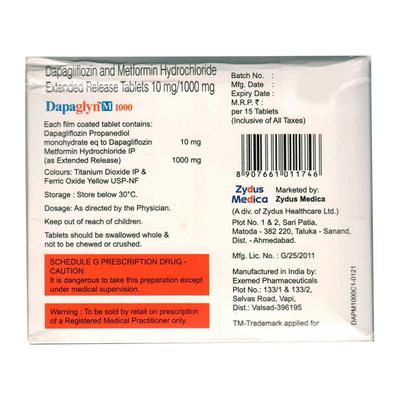 Dapagliflozin and Metformin Hydrochloride
Extended Release Tablets 10 mg/1000 mg
Dapaglyn M 1000
Each film coated tablet contains:
Dapagliflozin Propanediol
monohydrate eq to Dapagliflozin 10 mg
Metformin Hydrochloride IP
(as Extended Release) 1000 mg
Colours: Titanium Dioxide IP &
Ferric Oxide Yellow USP-NF
Storage : Store below 30°C.
Dosage: As directed by the Physician.
Keep out of reach of children.
Tablets should be swallowed whole &
not to be chewed or crushed.
SCHEDULE G PRESCRIPTION DRUG -
CAUTION
It is dangerous to take this preparation except
under medical supervision.
Warning : To be sold by retail on prescription
of a Registered Medical Practitioner only.
Batch No. :
Mfg. Date :
Expiry Date :
M.R.P. ₹ :
per 15 Tablets
(Inclusive of All Taxes)
8 907661 011746
Zydus
Medica
Marketed by:
Zydus Medica
(A div. of Zydus Healthcare Ltd.)
Plot No. 1 & 2, Sari Patia,
Matoda - 382 220, Taluka - Sanand,
Dist. - Ahmedabad.
Mfg. Lic. No. : G/25/2011
Manufactured in India by:
Exemed Pharmaceuticals
Plot No.: 133/1 & 133/2,
Selvas Road, Vapi,
Dist.: Valsad-396195
TM-Trademark applied for
DAPM1000C1-0121